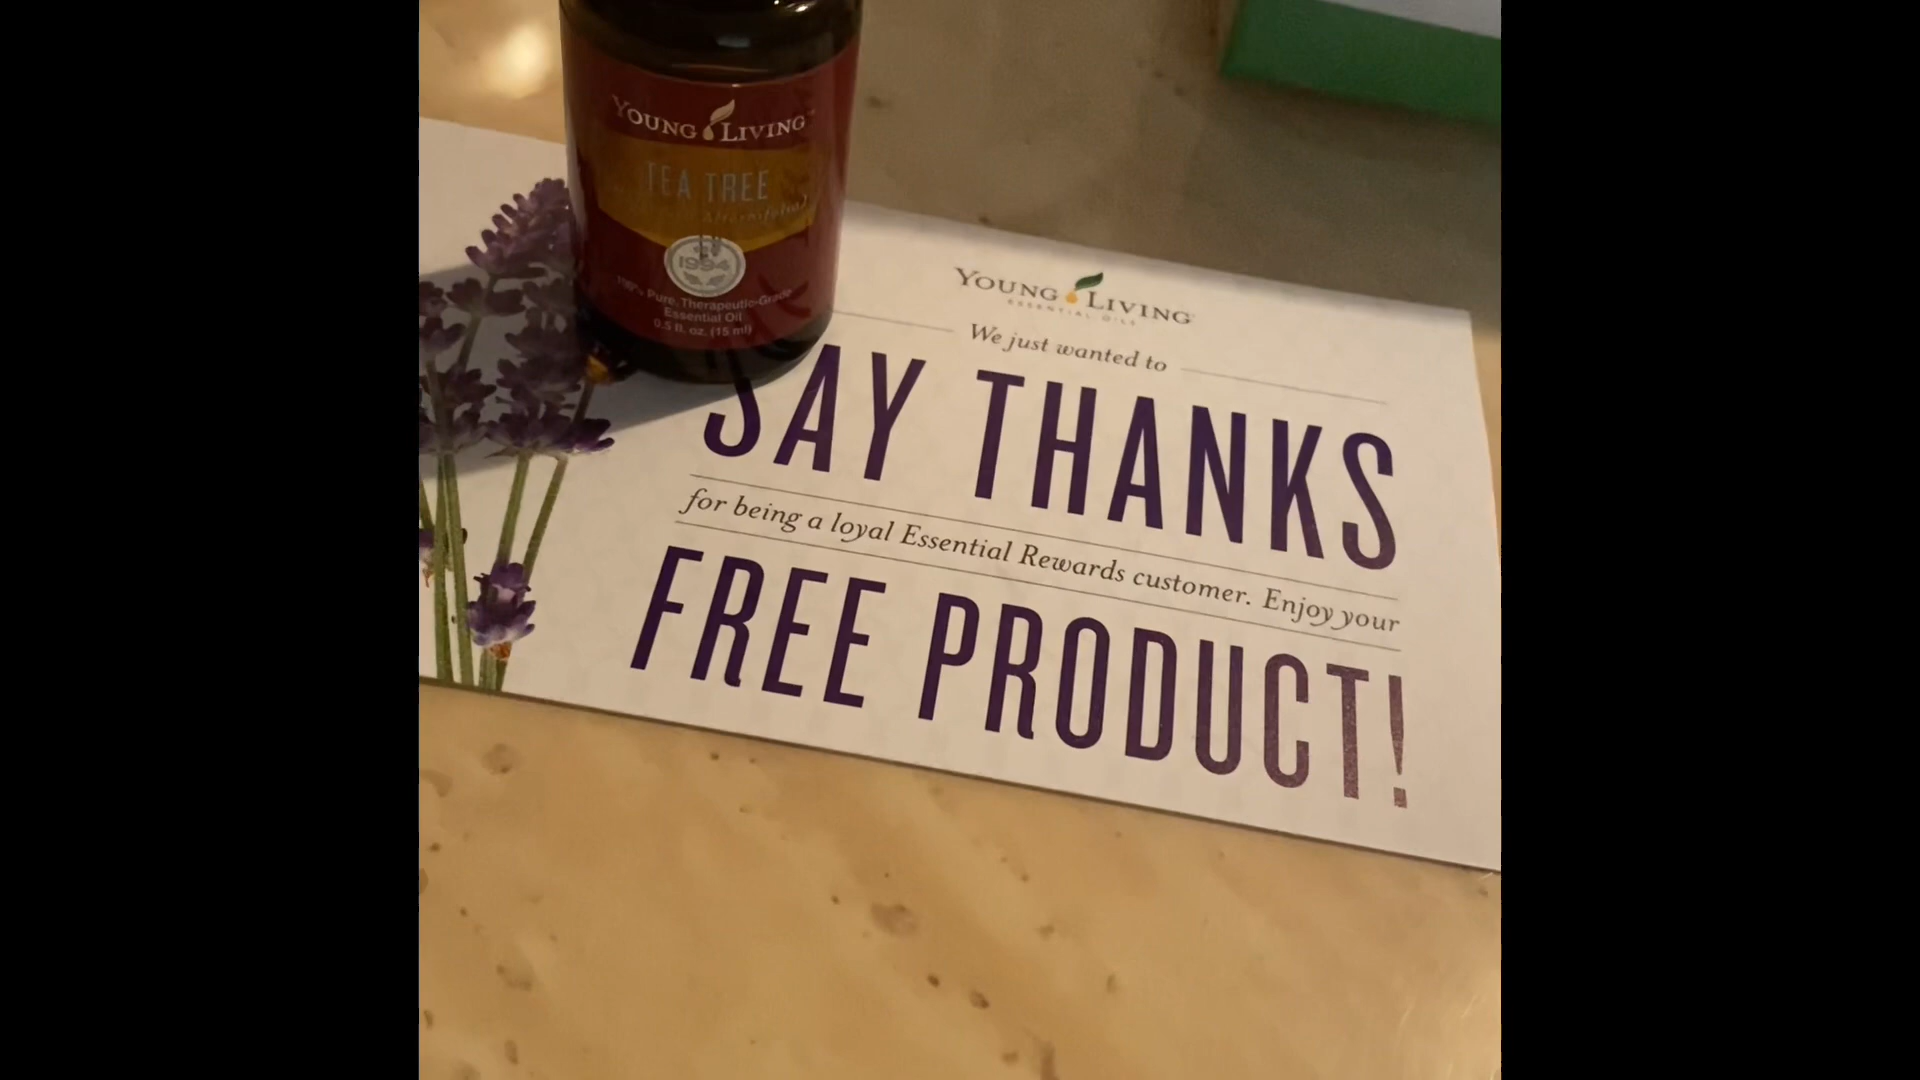 YOUNG LIVING
TEA TREE
1994
100% Pure, Therapeutic-Grade
Essential Oil
0.5 fl. oz. (15 ml)
YOUNG LIVING
ESSENTIAL OILS
We just wanted to
SAY THANKS
for being a loyal Essential Rewards customer. Enjoy your
FREE PRODUCT!